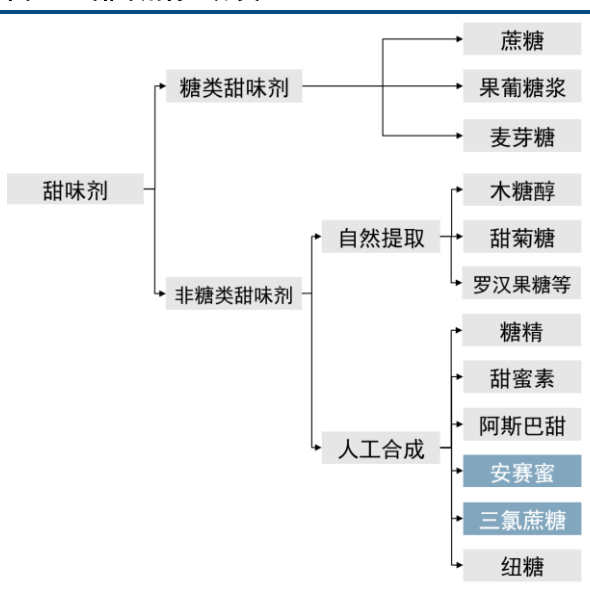 蔗糖
糖类甜味剂
果葡糖浆
麦芽糖
甜味剂
木糖醇
自然提取
甜菊糖
非糖类甜味剂
罗汉果糖等
糖精
甜蜜素
阿斯巴甜
人工合成
安赛蜜
三氯蔗糖
纽糖